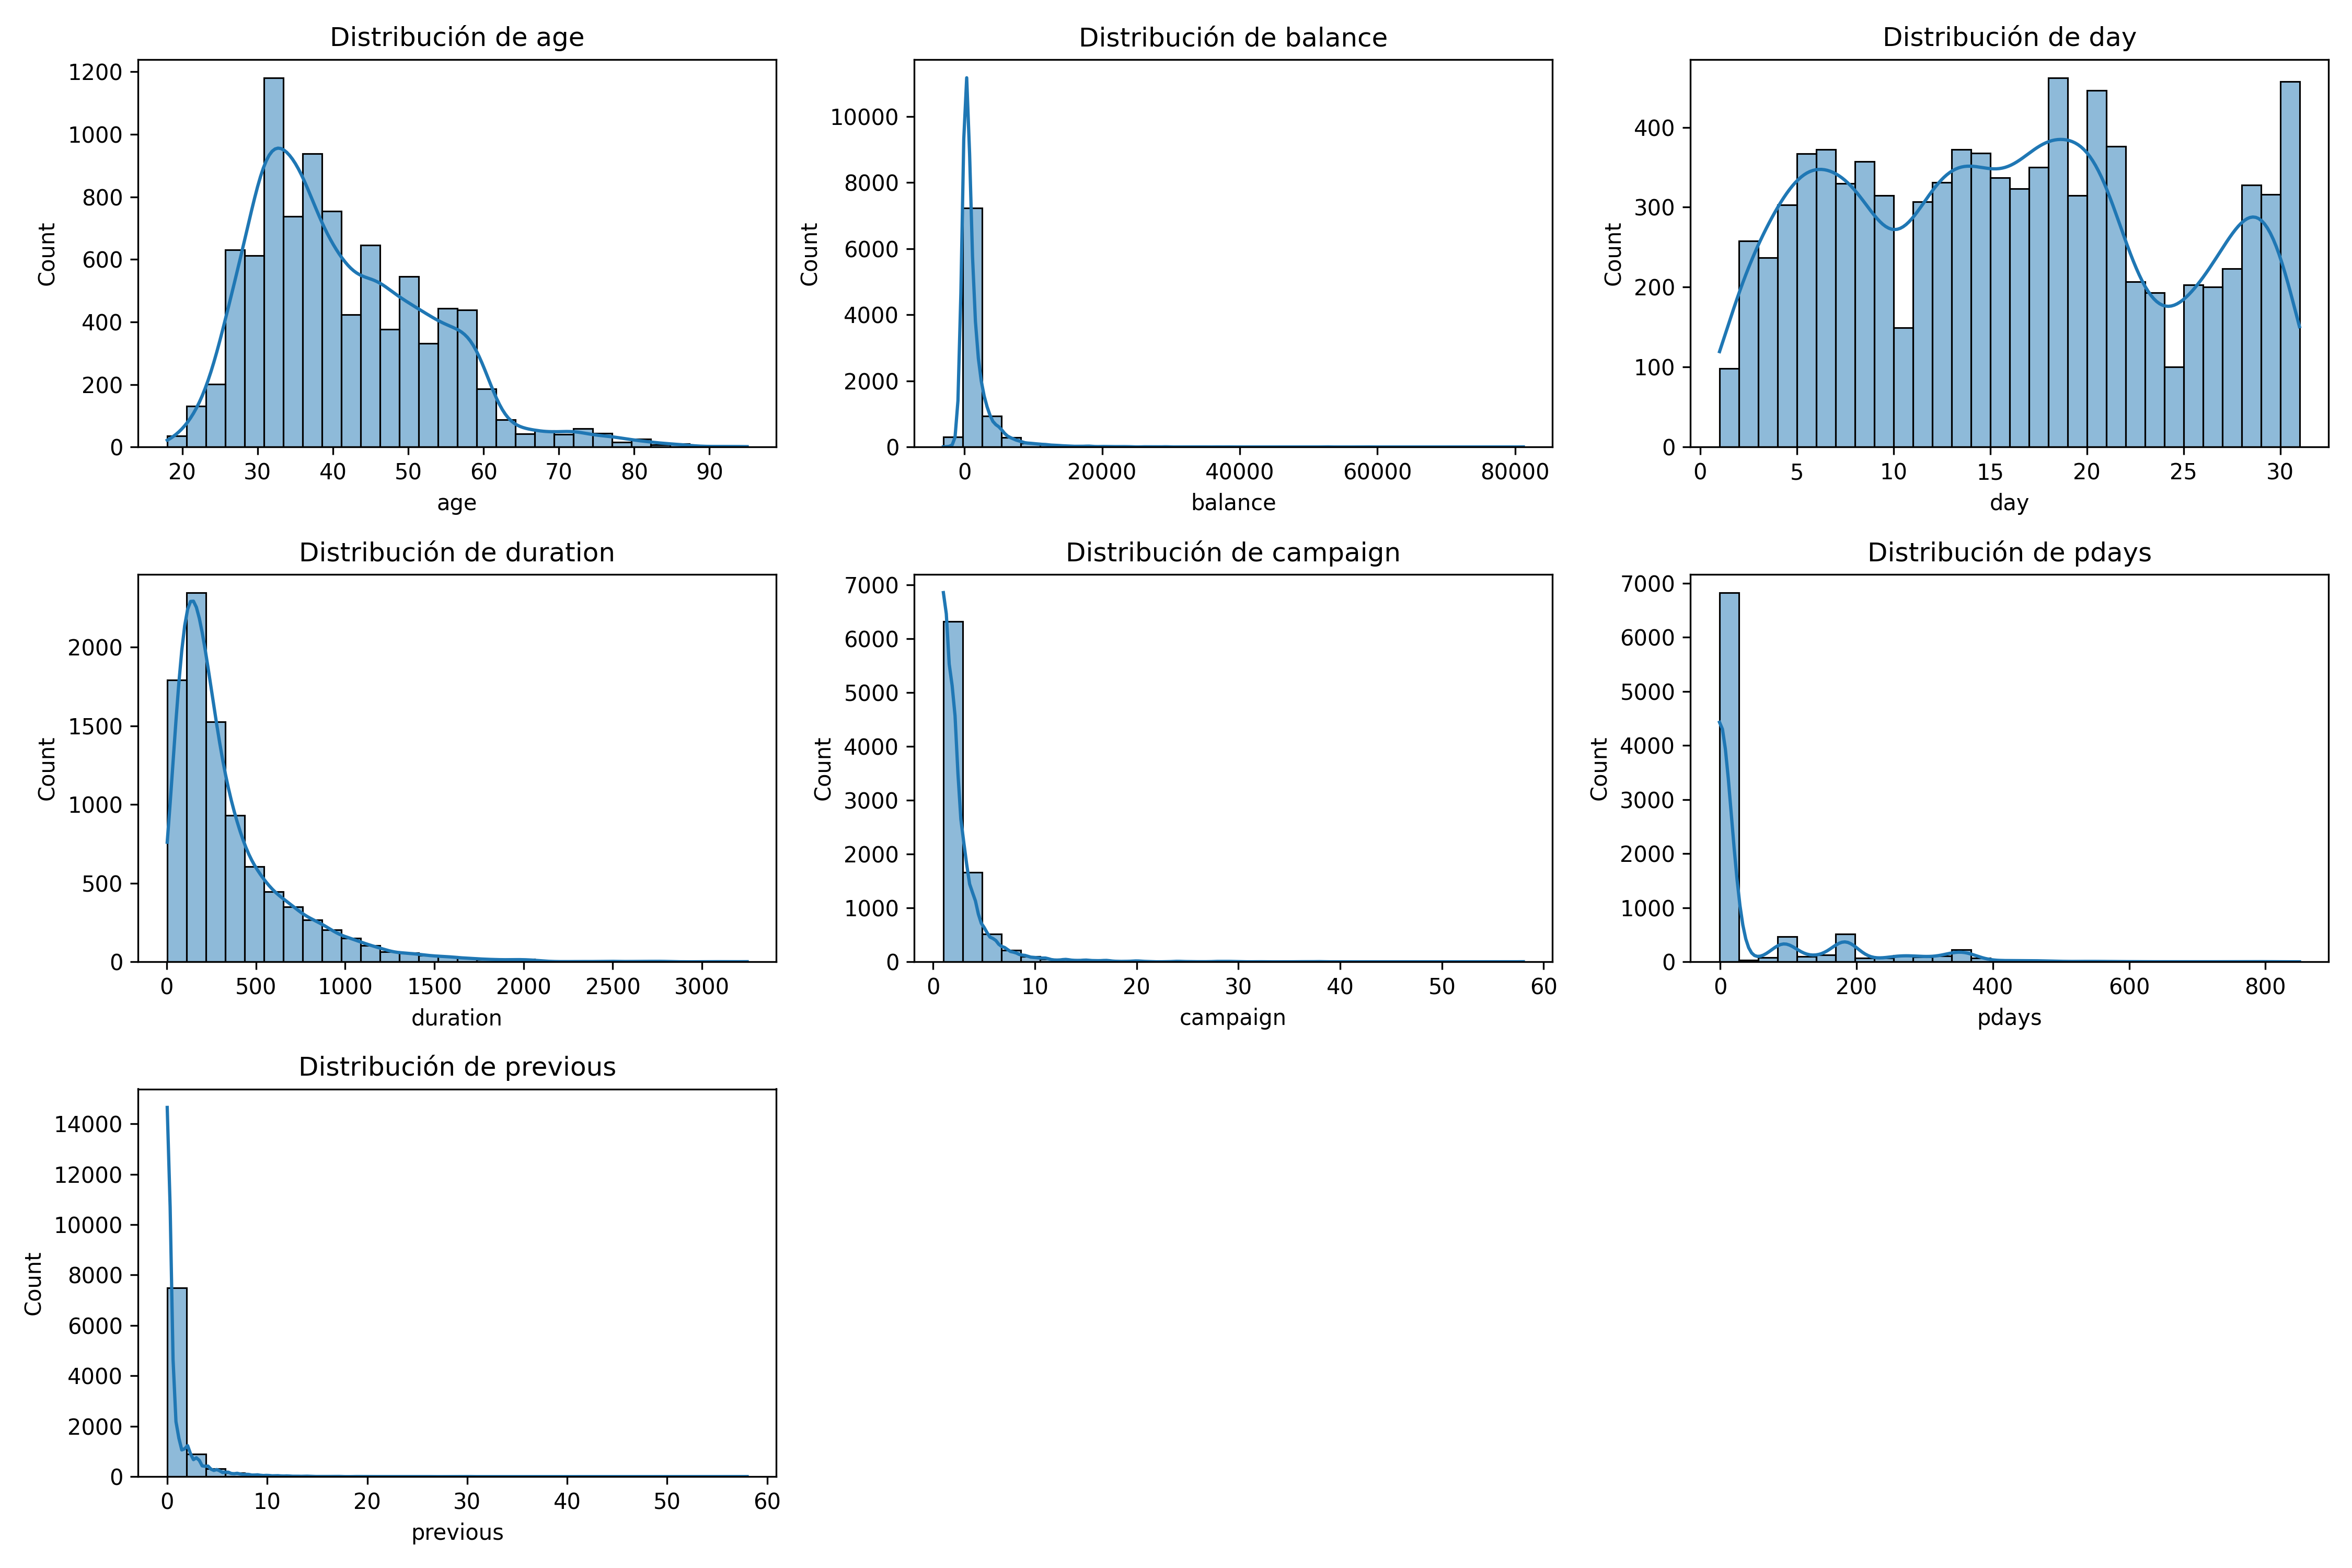 Distribución de age
1200
1000
800
600
400
200
0
Count
20 30 40 50 60 70 80 90
age
Distribución de balance
10000
8000
6000
4000
2000
0
Count
0 20000 40000 60000 80000
balance
Distribución de day
400
300
200
100
0
Count
0 5 10 15 20 25 30
day
Distribución de duration
2000
1500
1000
500
0
Count
0 500 1000 1500 2000 2500 3000
duration
Distribución de campaign
7000
6000
5000
4000
3000
2000
1000
0
Count
0 10 20 30 40 50 60
campaign
Distribución de pdays
7000
6000
5000
4000
3000
2000
1000
0
Count
0 200 400 600 800
pdays
Distribución de previous
14000
12000
10000
8000
6000
4000
2000
0
Count
0 10 20 30 40 50 60
previous